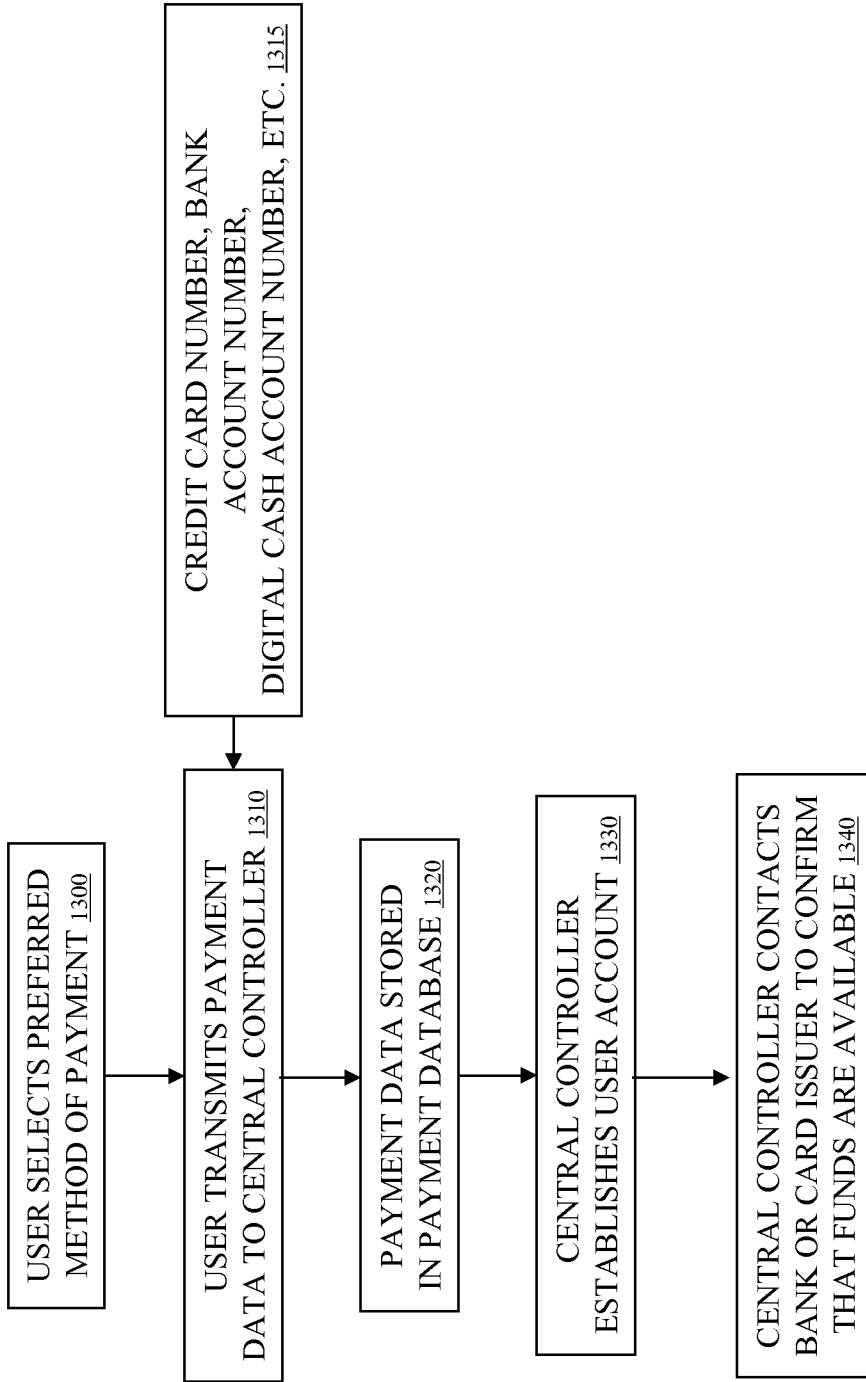 USER SELECTS PREFERRED
METHOD OF PAYMENT 1300
USER TRANSMITS PAYMENT
DATA TO CENTRAL CONTROLLER 1310
CREDIT CARD NUMBER, BANK
ACCOUNT NUMBER,
DIGITAL CASH ACCOUNT NUMBER, ETC. 1315
PAYMENT DATA STORED
IN PAYMENT DATABASE 1320
CENTRAL CONTROLLER
ESTABLISHES USER ACCOUNT 1330
CENTRAL CONTROLLER CONTACTS
BANK OR CARD ISSUER TO CONFIRM
THAT FUNDS ARE AVAILABLE 1340